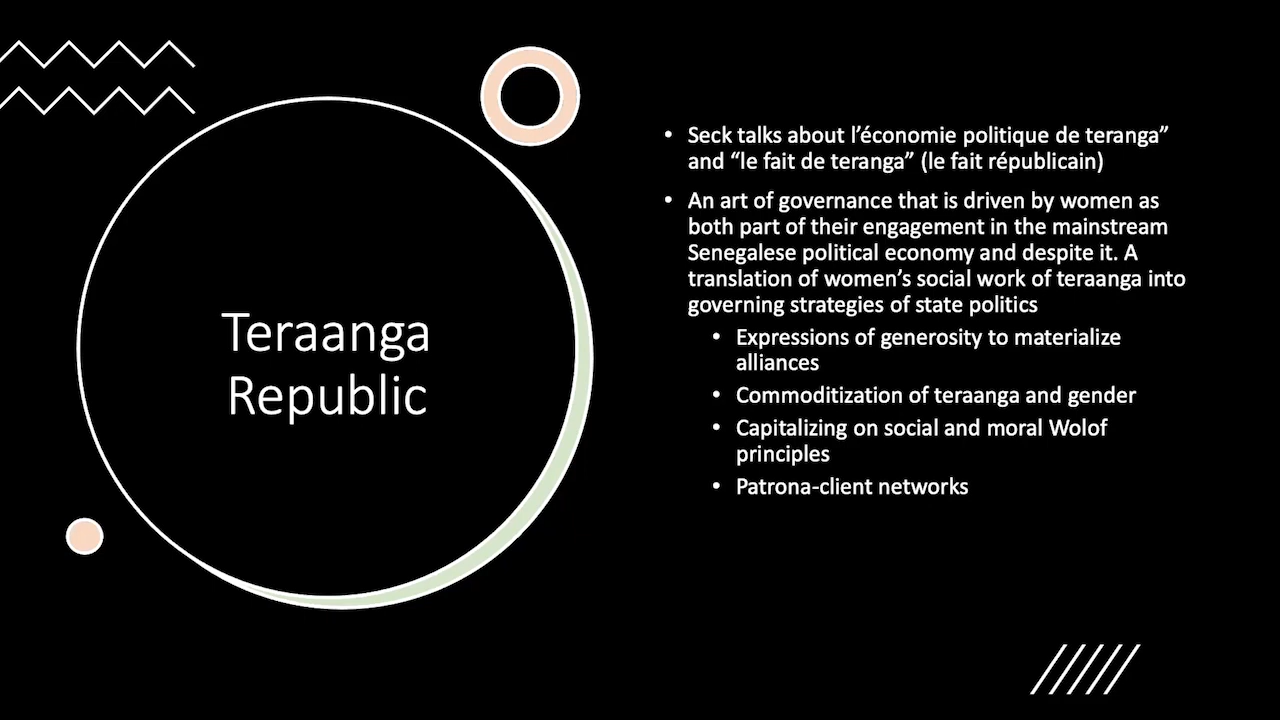 Teraanga
Republic
• Seck talks about l’économie politique de teranga”
and “le fait de teranga” (le fait républicain)
• An art of governance that is driven by women as
both part of their engagement in the mainstream
Senegalese political economy and despite it. A
translation of women’s social work of teraanga into
governing strategies of state politics
• Expressions of generosity to materialize
alliances
• Commoditization of teraanga and gender
• Capitalizing on social and moral Wolof
principles
• Patrona-client networks